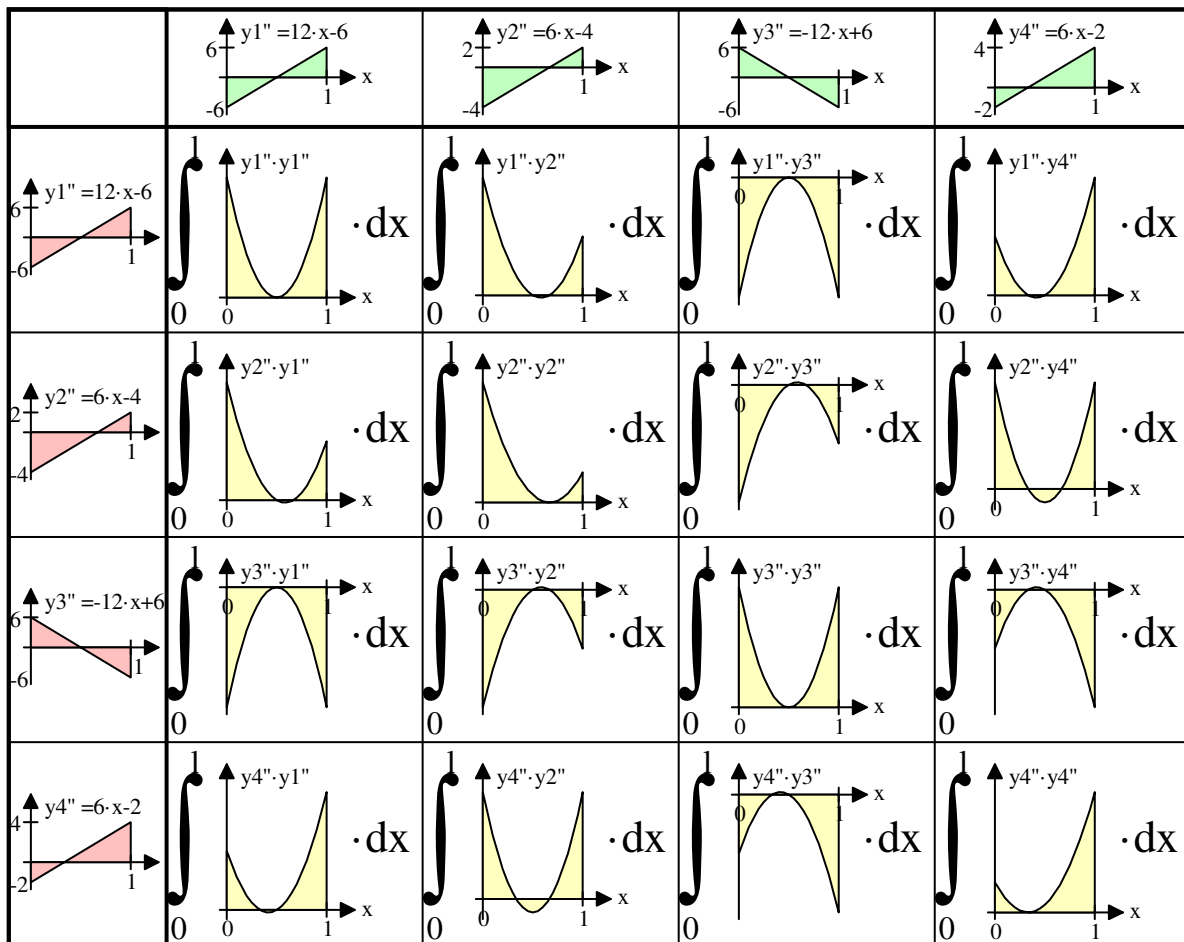 y1" =12·x-6 y2" =6·x-4 y3" =-12·x+6 y4" =6·x-2
6 x 2 x 6 x 4 x
-6 1 -4 1 -6 1 -2 1
y1" =12·x-6
6
-6 1
∫ 1 0 y1"·y1" ·dx x 0 1
∫ 1 0 y1"·y2" ·dx x 0 1
∫ 1 0 y1"·y3" ·dx x 0 1
∫ 1 0 y1"·y4" ·dx x 0 1
y2" =6·x-4
2
-4 1
∫ 1 0 y2"·y1" ·dx x 0 1
∫ 1 0 y2"·y2" ·dx x 0 1
∫ 1 0 y2"·y3" ·dx x 0 1
∫ 1 0 y2"·y4" ·dx x 0 1
y3" =-12·x+6
6
-6 1
∫ 1 0 y3"·y1" ·dx x 0 1
∫ 1 0 y3"·y2" ·dx x 0 1
∫ 1 0 y3"·y3" ·dx x 0 1
∫ 1 0 y3"·y4" ·dx x 0 1
y4" =6·x-2
4
-2 1
∫ 1 0 y4"·y1" ·dx x 0 1
∫ 1 0 y4"·y2" ·dx x 0 1
∫ 1 0 y4"·y3" ·dx x 0 1
∫ 1 0 y4"·y4" ·dx x 0 1